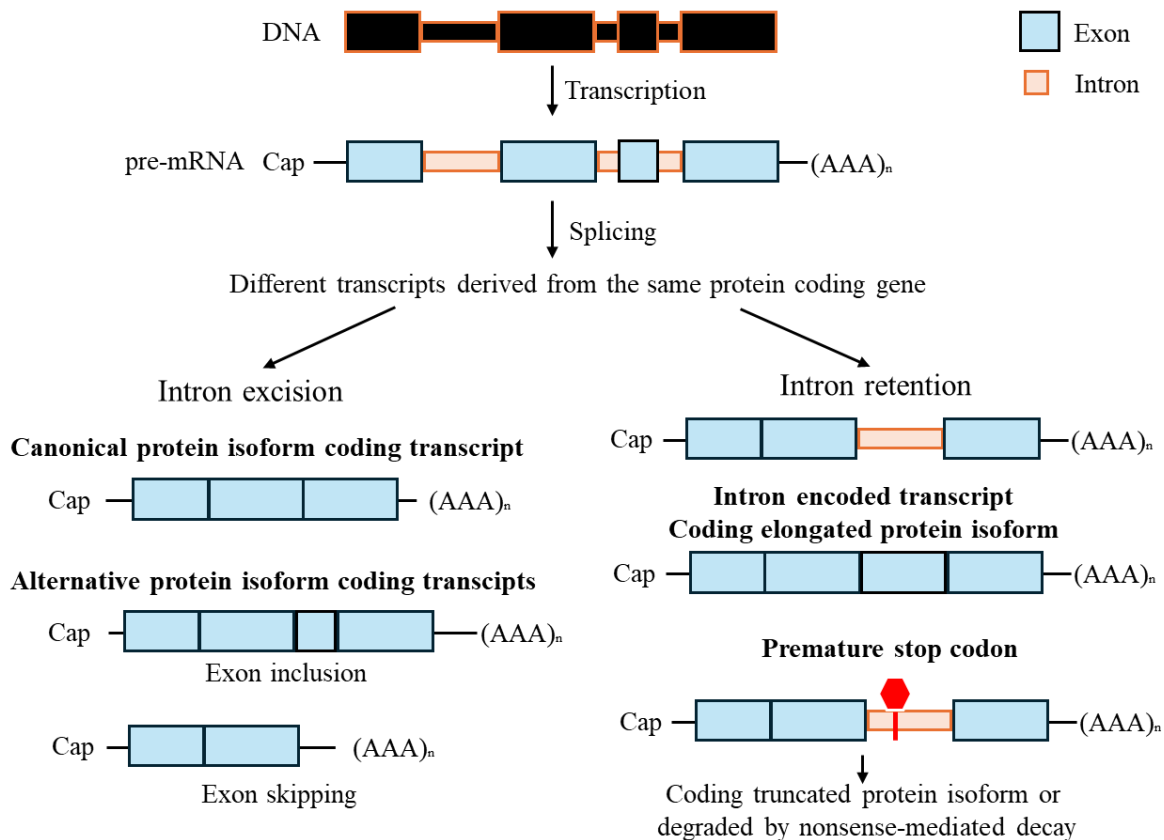 DNA
Exon
Intron
Transcription
pre-mRNA Cap (AAA)n
Splicing
Different transcripts derived from the same protein coding gene
Intron excision
Canonical protein isoform coding transcript
Cap (AAA)n
Alternative protein isoform coding transcipts
Cap (AAA)n
Exon inclusion
Cap (AAA)n
Exon skipping
Intron retention
Cap (AAA)n
Intron encoded transcript
Coding elongated protein isoform
Cap (AAA)n
Premature stop codon
Cap (AAA)n
Coding truncated protein isoform or
degraded by nonsense-mediated decay